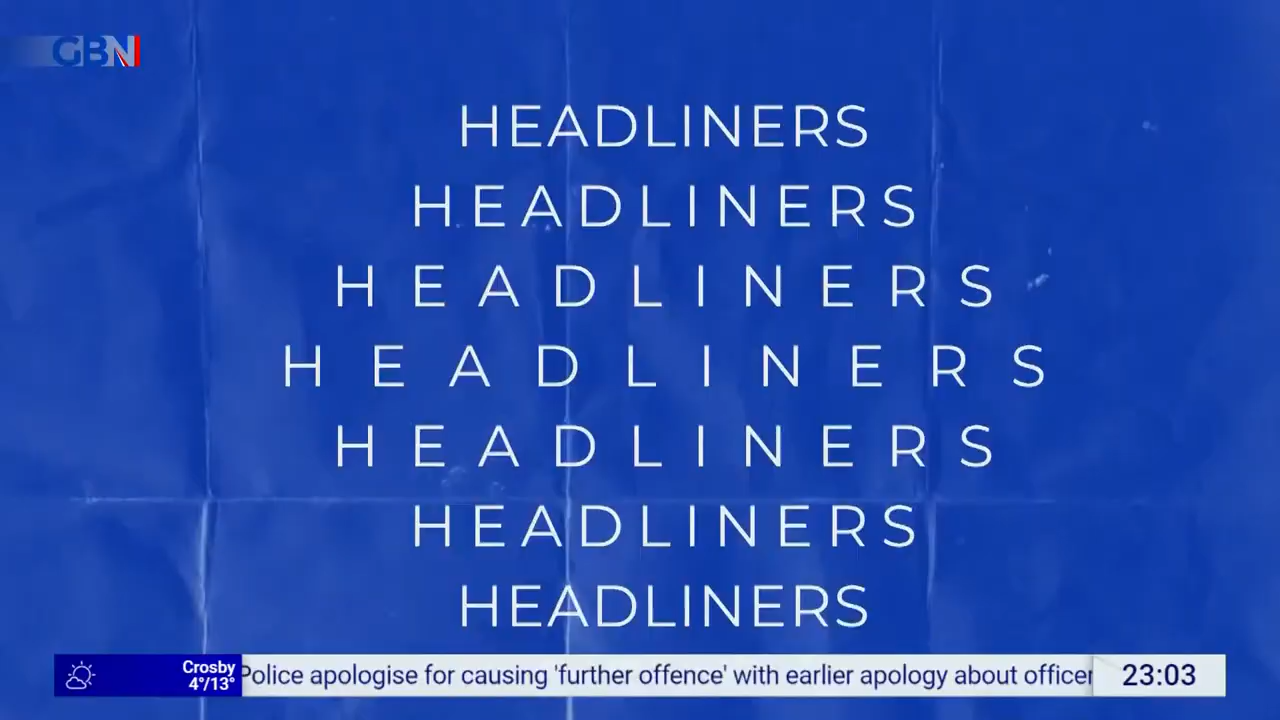 GBN
HEADLINERS
HEADLINERS
HEADLINERS
HEADLINERS
HEADLINERS
HEADLINERS
HEADLINERS
Crosby
4°/13°
Police apologise for causing 'further offence' with earlier apology about officer
23:03